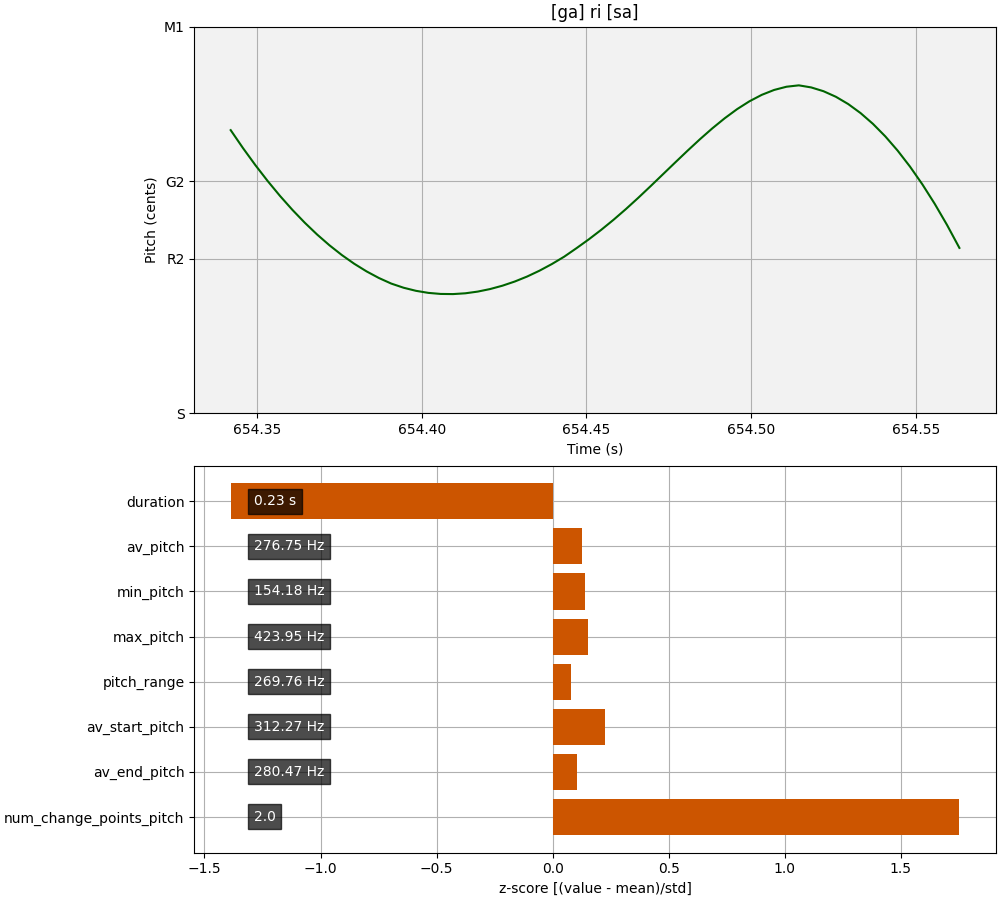 [ga] ri [sa]
M1
G2
R2
S
Pitch (cents)
654.35 654.40 654.45 654.50 654.55
Time (s)
duration 0.23 s
av_pitch 276.75 Hz
min_pitch 154.18 Hz
max_pitch 423.95 Hz
pitch_range 269.76 Hz
av_start_pitch 312.27 Hz
av_end_pitch 280.47 Hz
num_change_points_pitch 2.0
−1.5 −1.0 −0.5 0.0 0.5 1.0 1.5
z-score [(value - mean)/std]